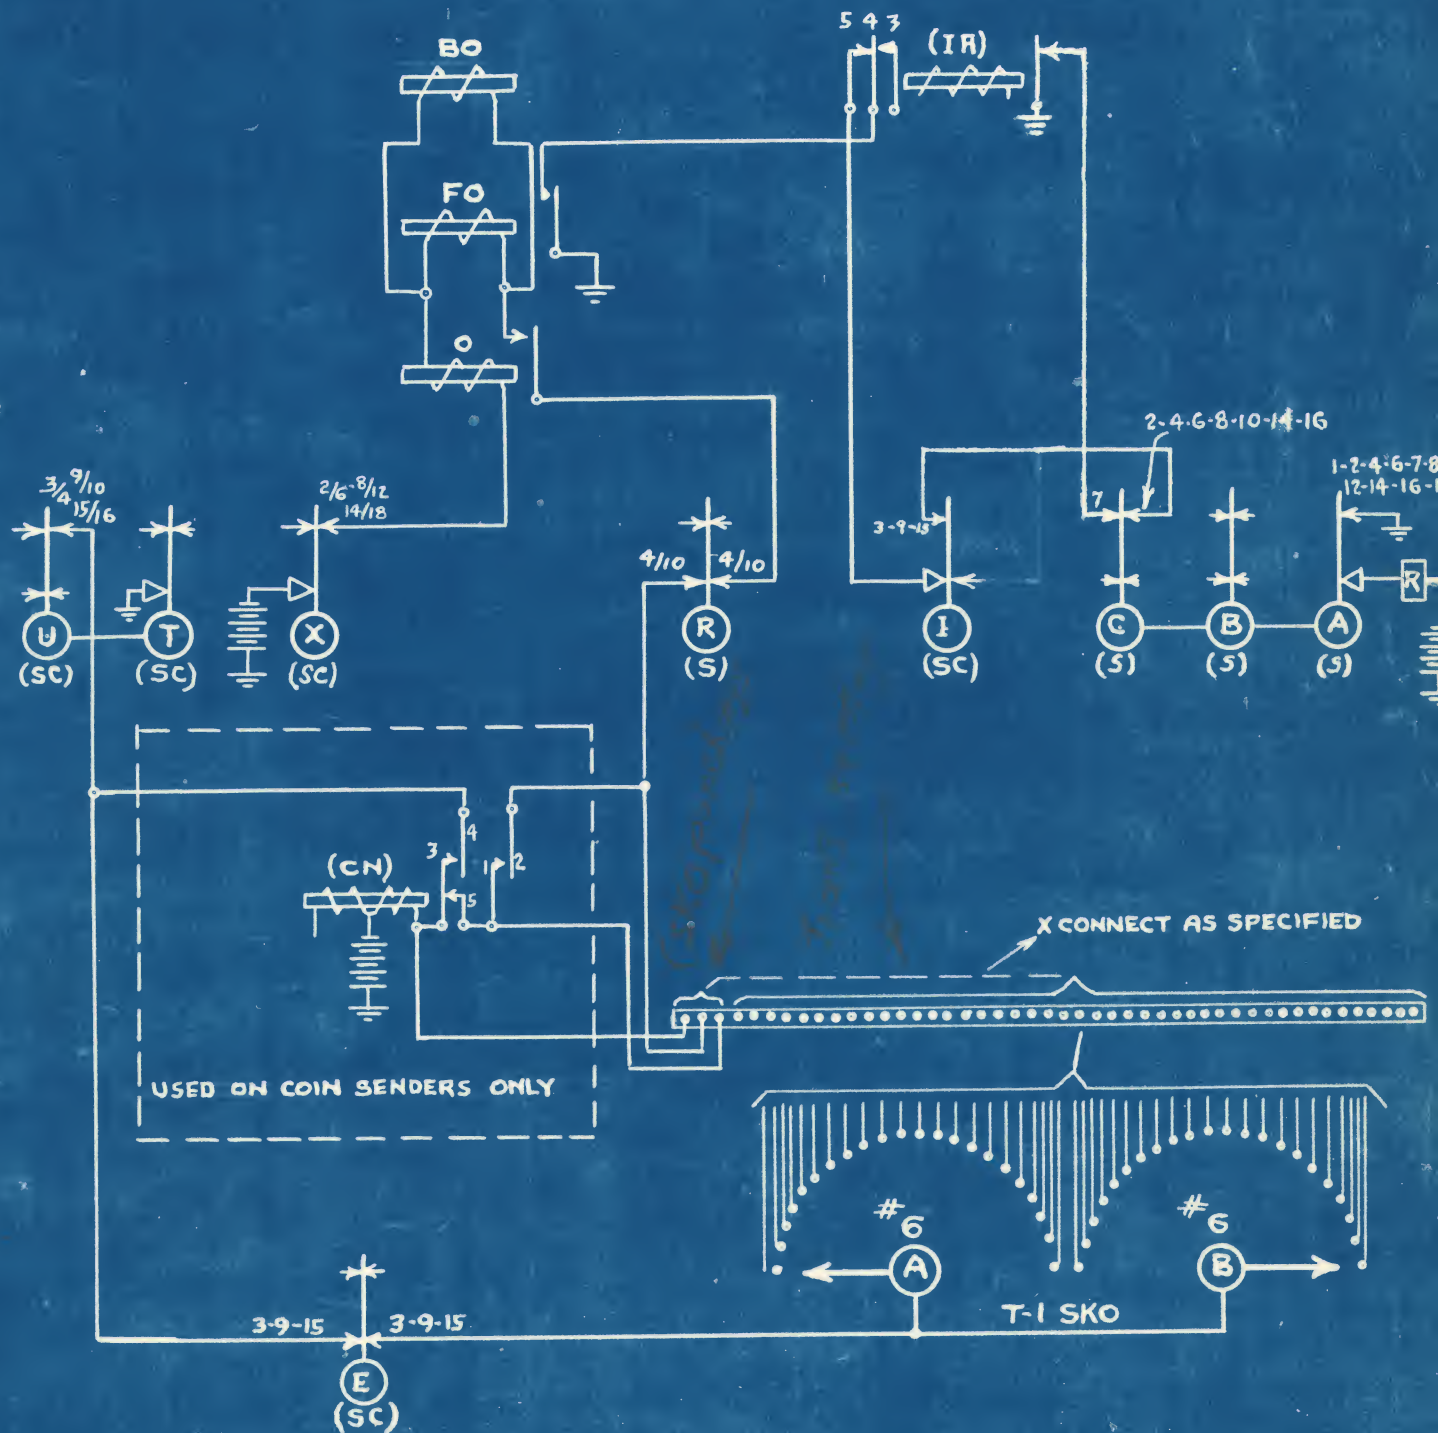 BO
5 4 3
(IR)
FO
O
2-4-6-8-10-14-16
3/4 9/10
15/16
2/6-8/12
14/18
4/10
4/10
3-9-15
7
1-2-4-6-7-8
12-14-16-1
R
U
(SC)
T
(SC)
X
(SC)
R
(S)
I
(SC)
C
(S)
B
(S)
A
(S)
(CN)
3
4
1
2
5
X CONNECT AS SPECIFIED
USED ON COIN SENDERS ONLY
#6
A
#6
B
T-1 SKO
3-9-15
3-9-15
E
(SC)